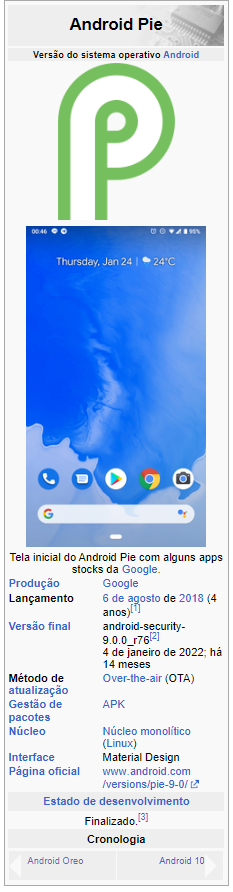 Android Pie
Versão do sistema operativo Android
00:46
95%
Thursday, Jan 24 | 24°C
Tela inicial do Android Pie com alguns apps
stocks da Google.
Produção Google
Lançamento 6 de agosto de 2018 (4
anos)[1]
Versão final android-security-
9.0.0_r76[2]
4 de janeiro de 2022; há
14 meses
Método de Over-the-air (OTA)
atualização
Gestão de APK
pacotes
Núcleo Núcleo monolítico
(Linux)
Interface Material Design
Página oficial www.android.com
/versions/pie-9-0/
Estado de desenvolvimento
Finalizado.[3]
Cronologia
Android Oreo Android 10